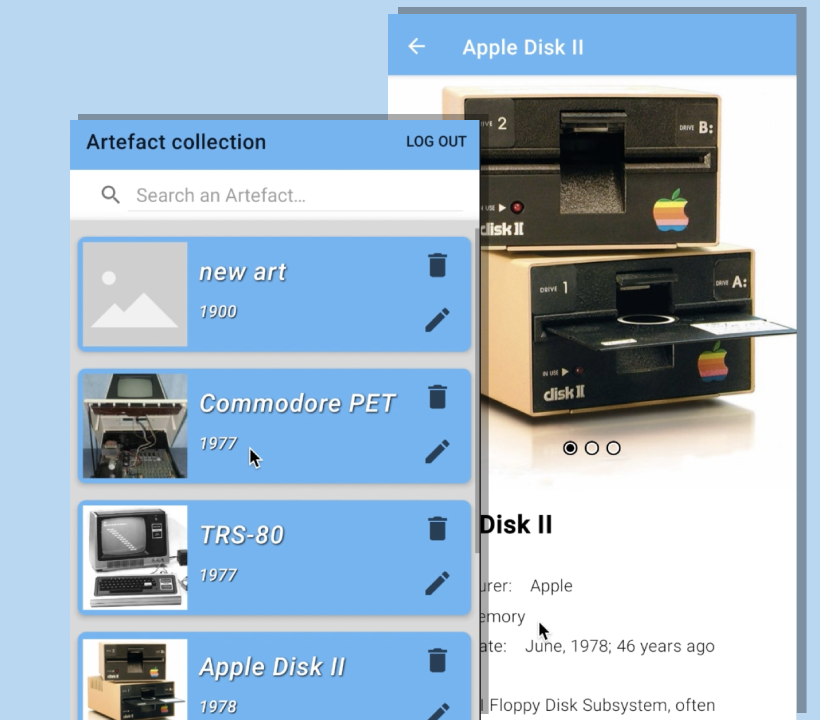 Apple Disk II
DRIVE 2
DRIVE B:
IN USE
disk II
DRIVE 1
DRIVE A:
IN USE
disk II
Disk II
urer: Apple
emory
ate: June, 1978; 46 years ago
Floppy Disk Subsystem, often
Artefact collection
LOG OUT
Search an Artefact...
new art
1900
Commodore PET
1977
TRS-80
1977
Apple Disk II
1978